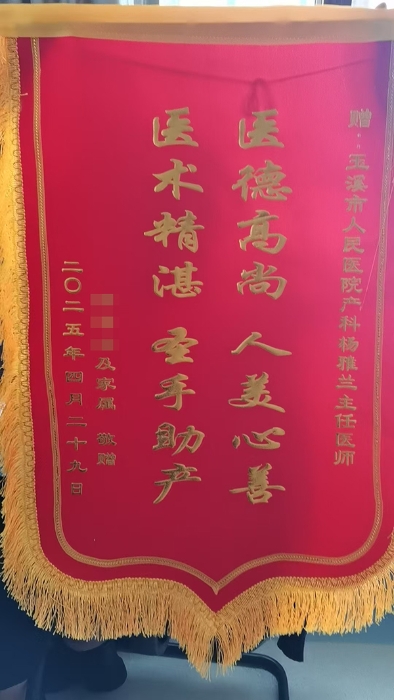 赠：玉溪市人民医院产科杨雅兰主任医师
医德高尚 人美心善
医术精湛 圣手助产
及家属 敬赠
二〇二五年四月二十九日